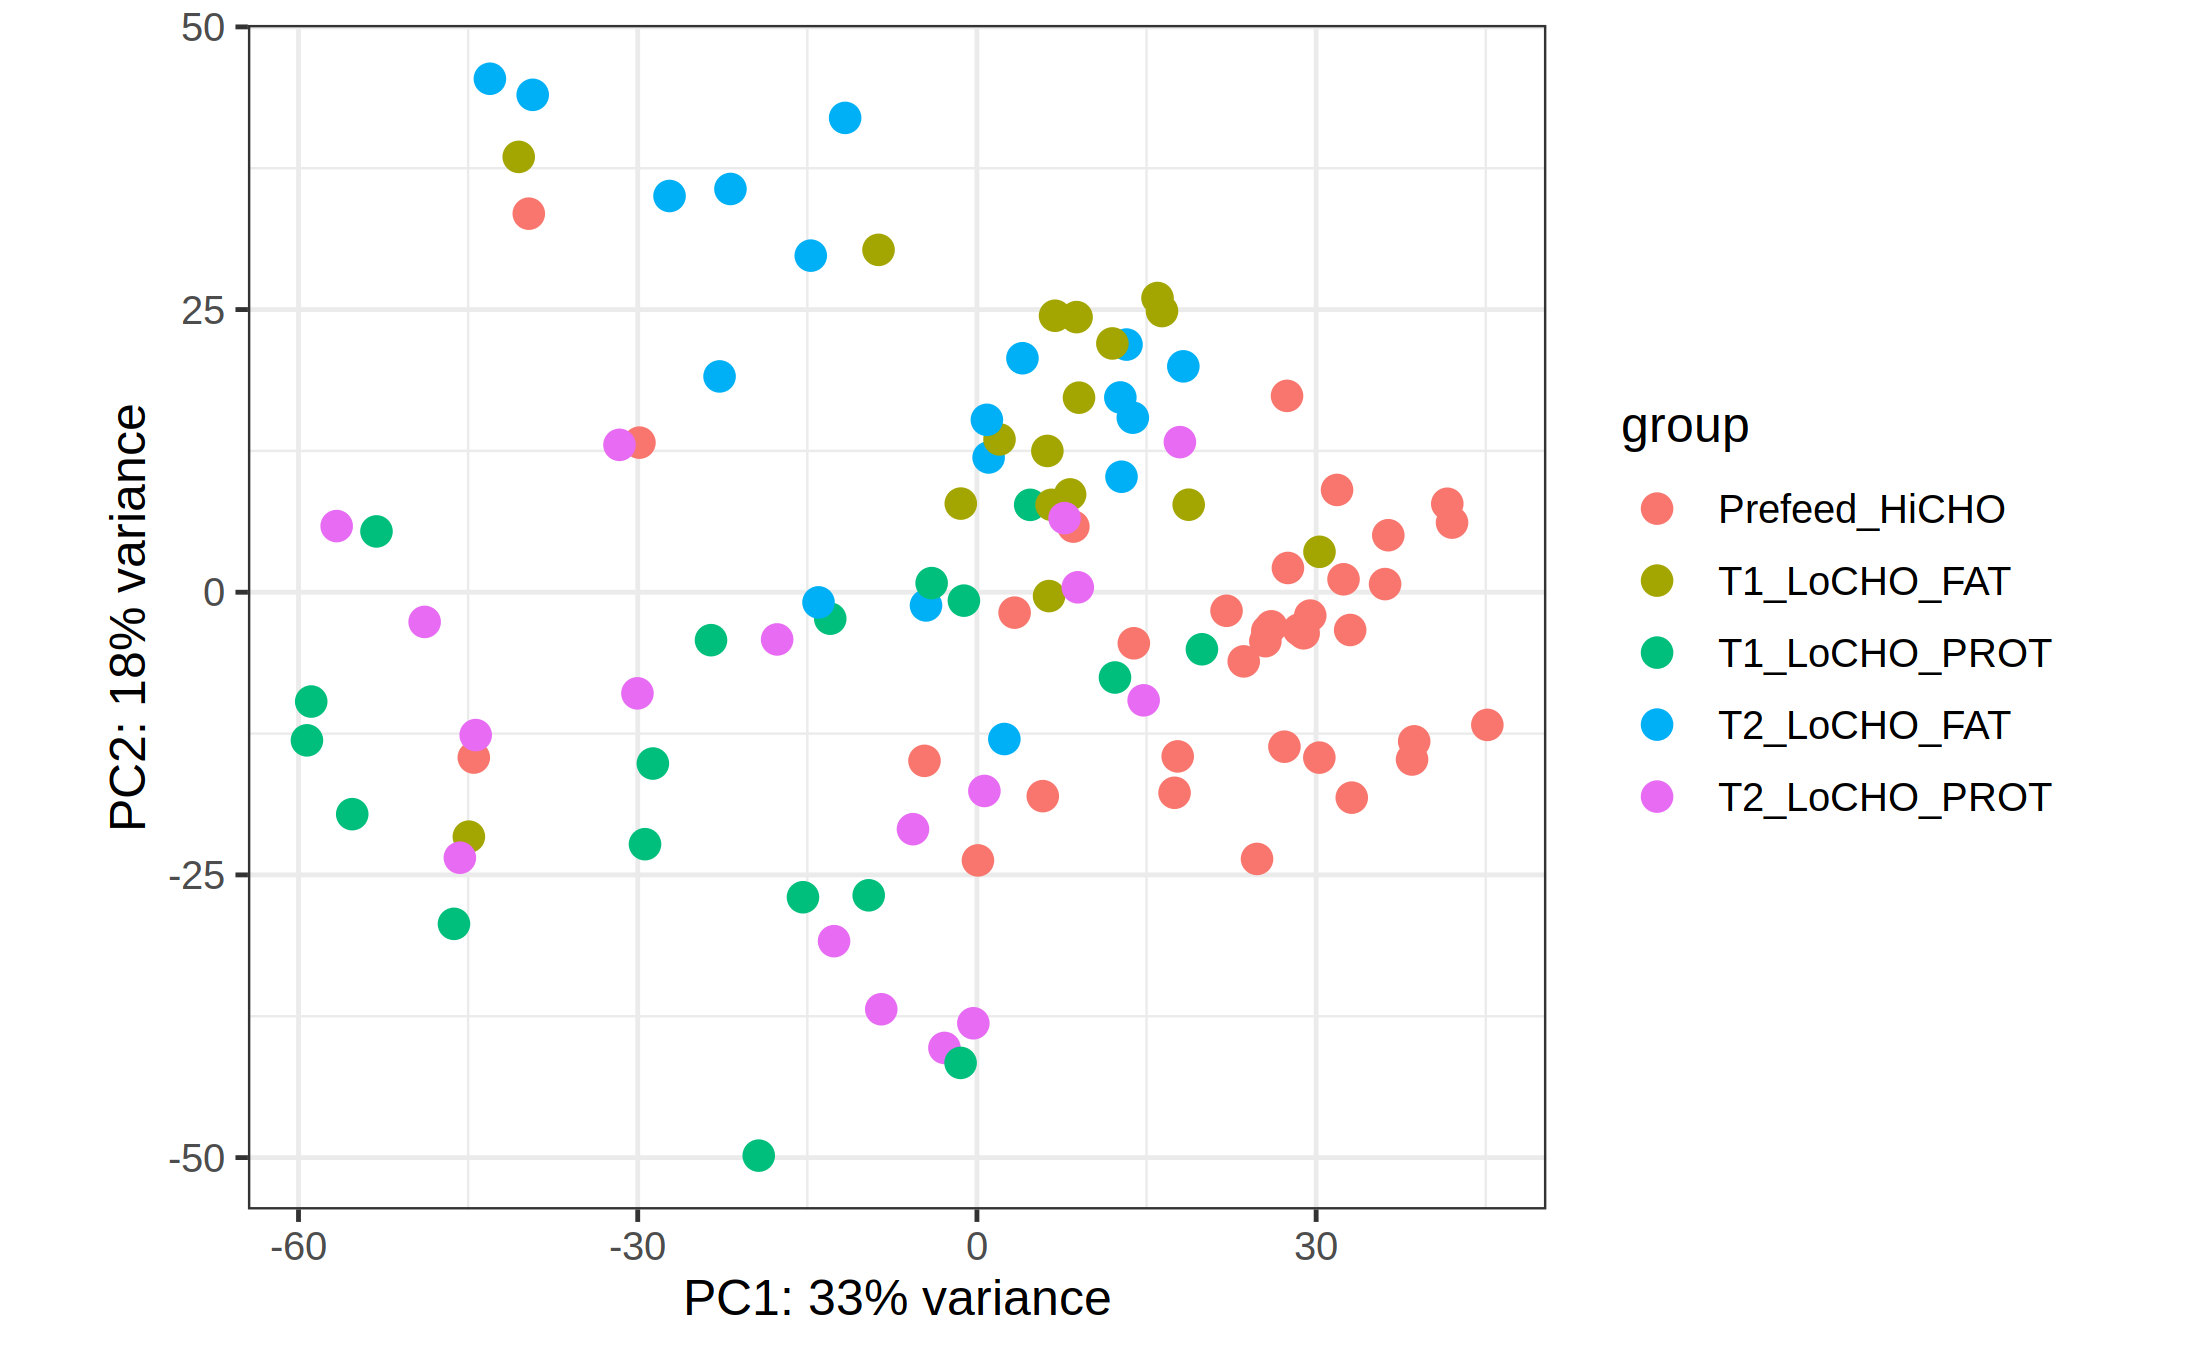 50
25
0
-25
-50
PC2: 18% variance
-60
-30
0
30
PC1: 33% variance
group
Prefeed_HiCHO
T1_LoCHO_FAT
T1_LoCHO_PROT
T2_LoCHO_FAT
T2_LoCHO_PROT